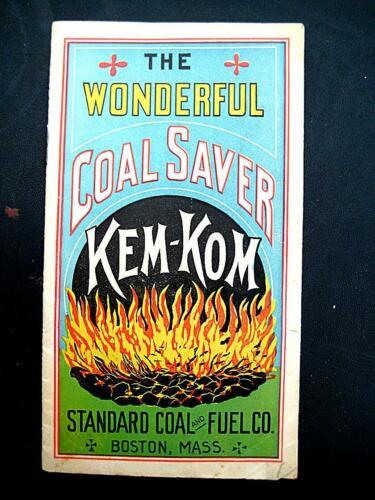 THE
WONDERFUL
COAL SAVER
KEM-KOM
STANDARD COAL AND FUEL CO.
BOSTON, MASS.